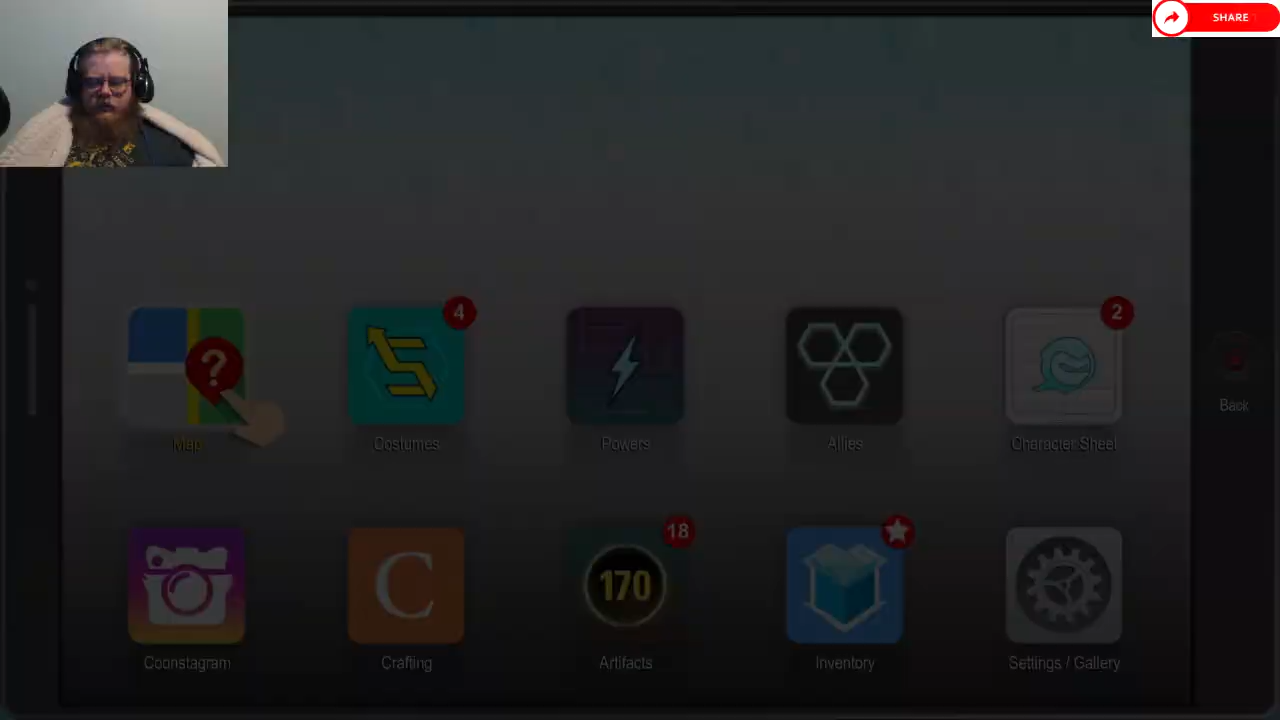 SHARE
4
2
?
Map
Costumes
Powers
Allies
Character Sheet
Back
18
C
170
Coonstagram
Crafting
Artifacts
Inventory
Settings / Gallery